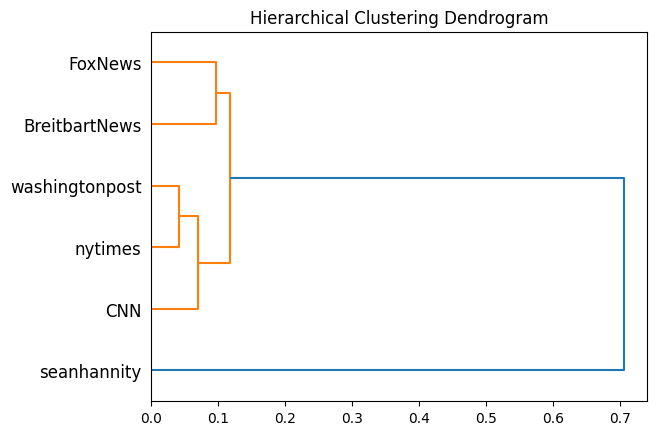 Hierarchical Clustering Dendrogram
FoxNews
BreitbartNews
washingtonpost
nytimes
CNN
seanhannity
0.0 0.1 0.2 0.3 0.4 0.5 0.6 0.7